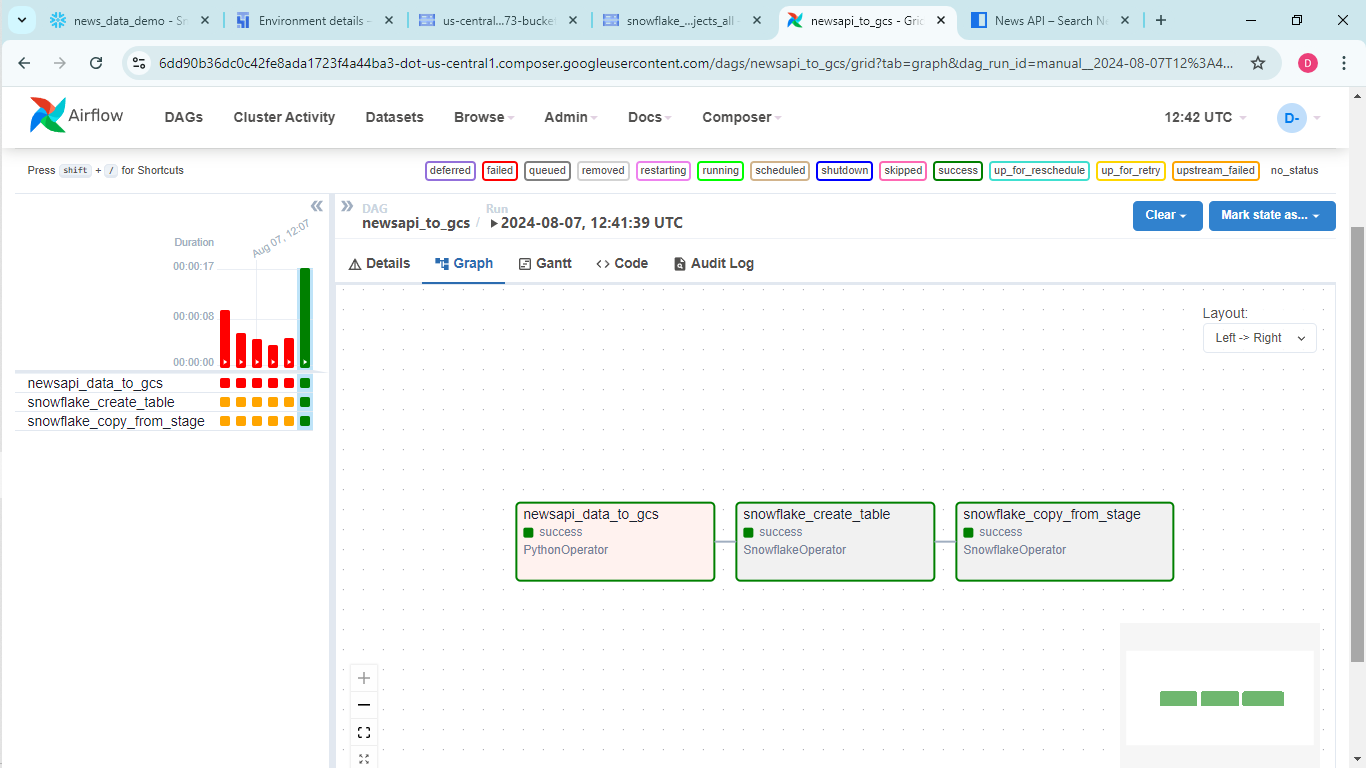 news_data_demo - Sn
Environment details -
us-central...73-bucket
snowflake_...jects_all -
newsapi_to_gcs - Grid
News API – Search Ne
6dd90b36dc0c42fe8ada1723f4a44ba3-dot-us-central1.composer.googleusercontent.com/dags/newsapi_to_gcs/grid?tab=graph&dag_run_id=manual__2024-08-07T12%3A4...
D
Airflow
DAGs
Cluster Activity
Datasets
Browse
Admin
Docs
Composer
12:42 UTC
D-
Press shift + / for Shortcuts
deferred
failed
queued
removed
restarting
running
scheduled
shutdown
skipped
success
up_for_reschedule
up_for_retry
upstream_failed
no_status
Duration
Aug 07, 12:07
00:00:17
00:00:08
00:00:00
newsapi_data_to_gcs
snowflake_create_table
snowflake_copy_from_stage
DAG
newsapi_to_gcs /
Run
2024-08-07, 12:41:39 UTC
Clear
Mark state as...
Details
Graph
Gantt
Code
Audit Log
Layout:
Left -> Right
newsapi_data_to_gcs
success
PythonOperator
snowflake_create_table
success
SnowflakeOperator
snowflake_copy_from_stage
success
SnowflakeOperator